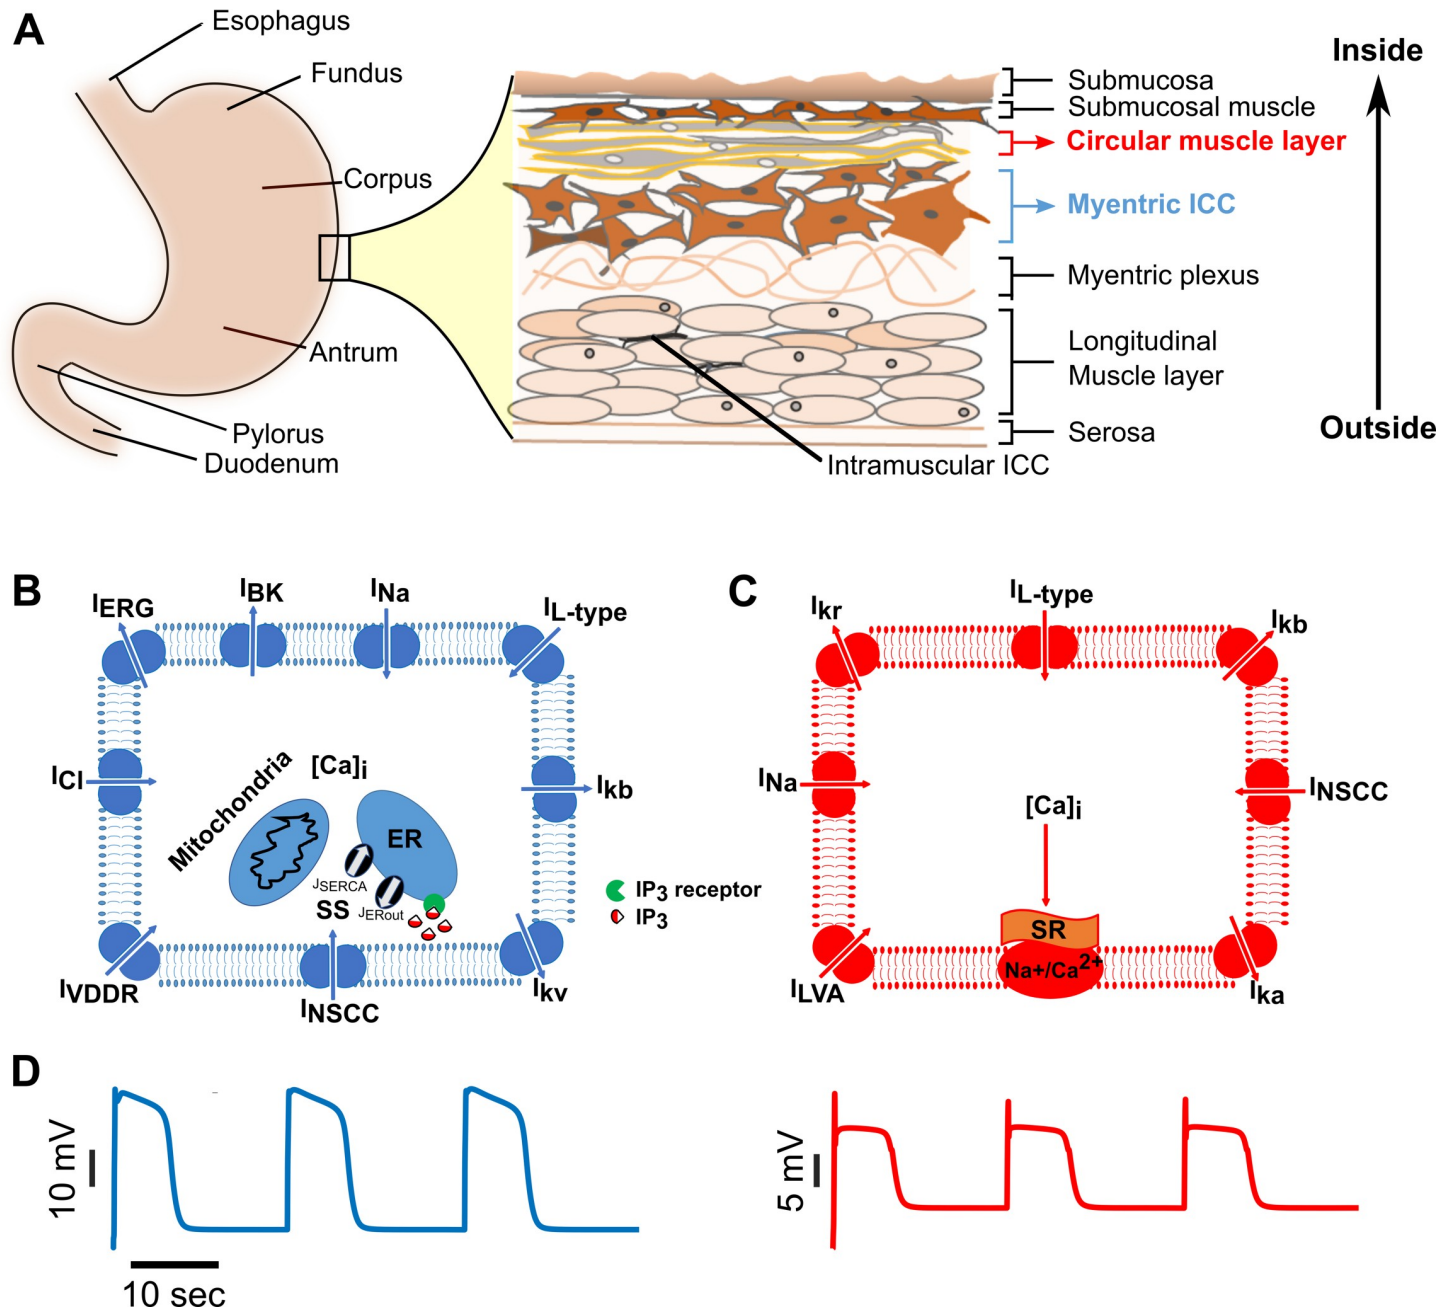 A
Esophagus
Fundus
Corpus
Antrum
Pylorus
Duodenum
Submucosa
Submucosal muscle
Circular muscle layer
Myentric ICC
Myentric plexus
Longitudinal
Muscle layer
Serosa
Intramuscular ICC
Inside
Outside
B
IERG
IBK
INa
IL-type
ICl
Ikb
Mitochondria
[Ca]i
ER
JSERCA
SS
JERout
IVDDR
INSCC
Ikv
IP3 receptor
IP3
C
Ikr
IL-type
Ikb
INa
INSCC
[Ca]i
SR
Na+/Ca2+
ILVA
Ika
D
10 mV
10 sec
5 mV